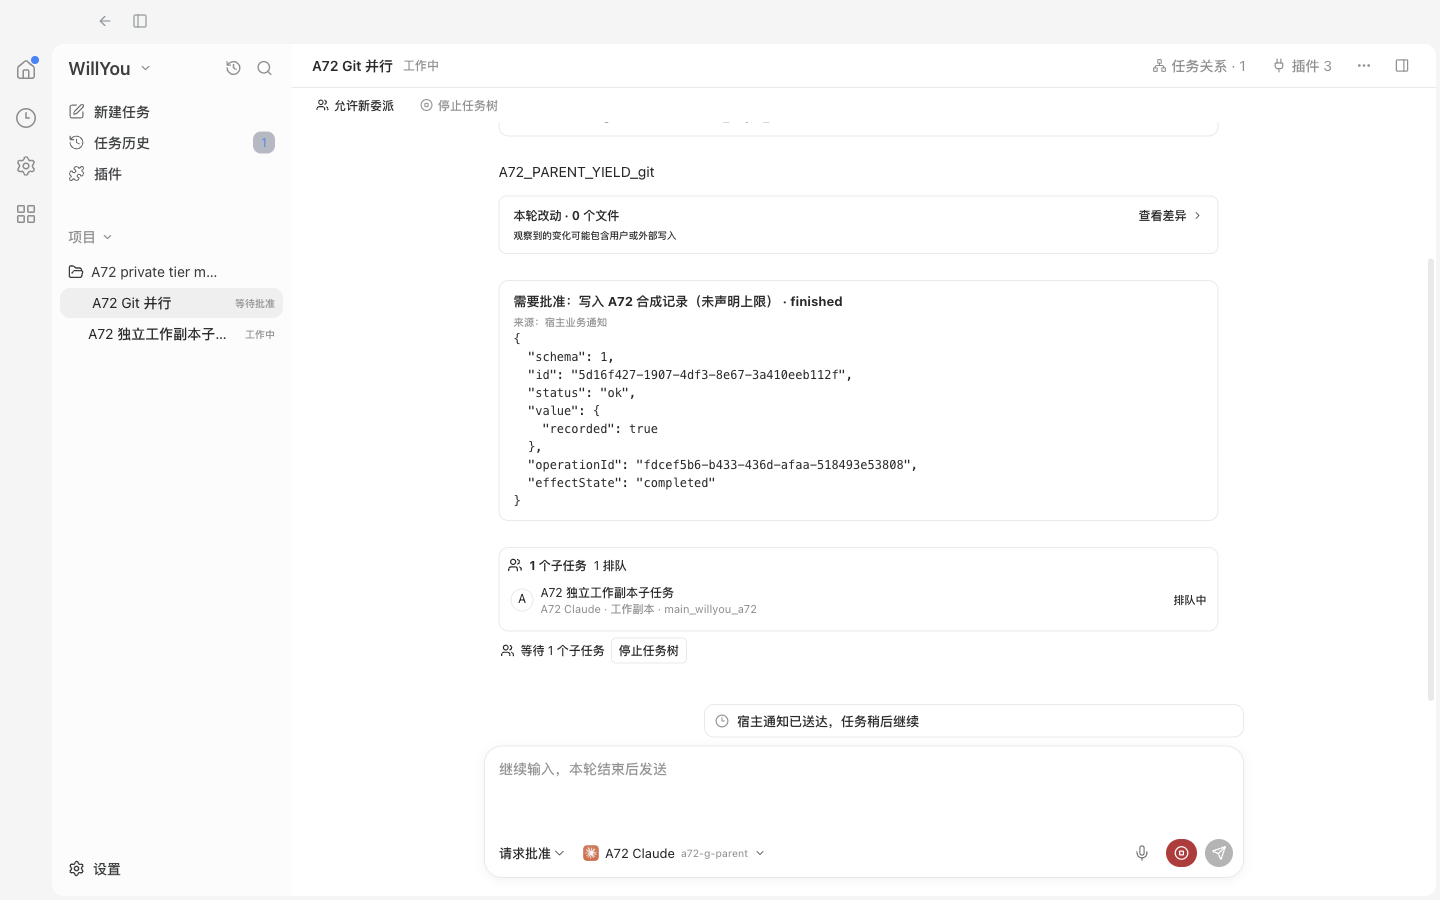 WillYou
新建任务
任务历史
1
插件
项目
A72 private tier m...
A72 Git 并行
等待批准
A72 独立工作副本子...
工作中
设置
A72 Git 并行 工作中
任务关系 · 1
插件 3
允许新委派
停止任务树
A72_PARENT_YIELD_git
本轮改动 · 0 个文件
查看差异
观察到的变化可能包含用户或外部写入
需要批准：写入 A72 合成记录（未声明上限） · finished
来源：宿主业务通知
{
"schema": 1,
"id": "5d16f427-1907-4df3-8e67-3a410eeb112f",
"status": "ok",
"value": {
"recorded": true
},
"operationId": "fdcef5b6-b433-436d-afaa-518493e53808",
"effectState": "completed"
}
1 个子任务 1 排队
A
A72 独立工作副本子任务
A72 Claude · 工作副本 · main_willyou_a72
排队中
等待 1 个子任务
停止任务树
宿主通知已送达，任务稍后继续
继续输入，本轮结束后发送
请求批准
A72 Claude a72-g-parent